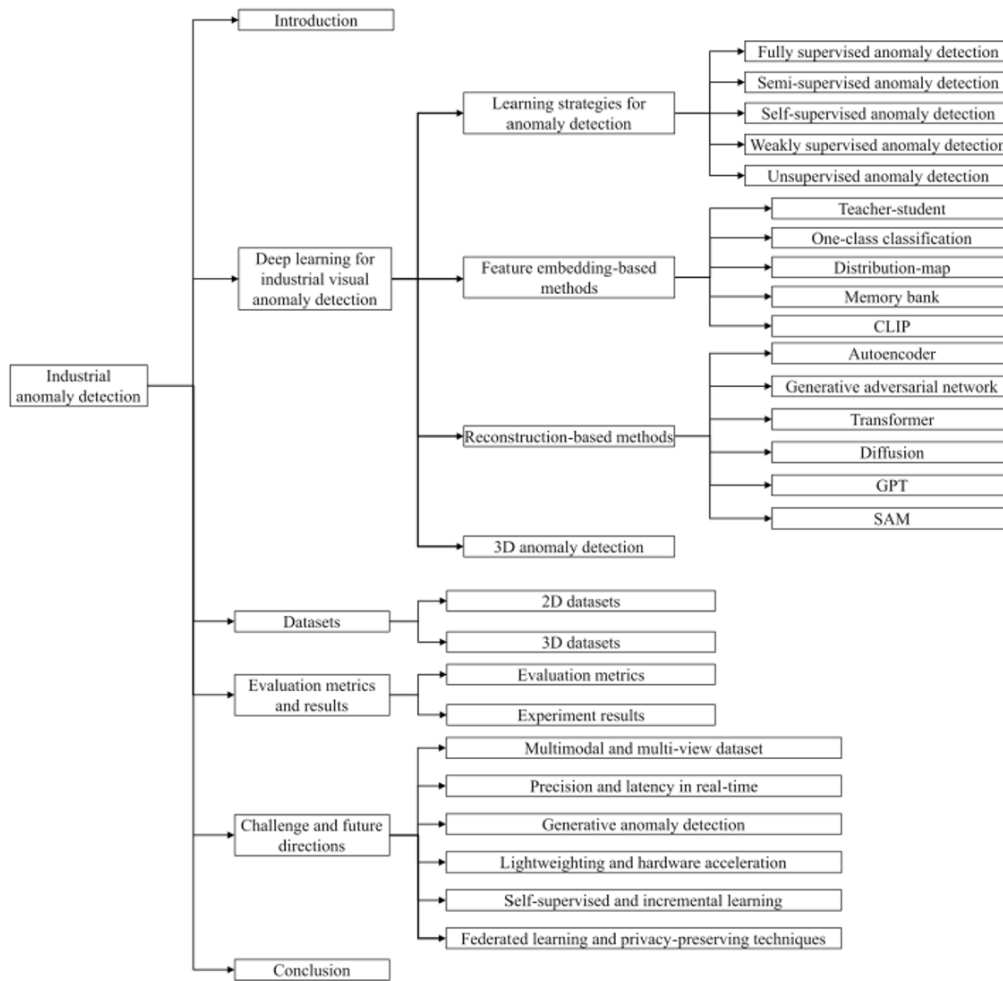 Introduction
Fully supervised anomaly detection
Semi-supervised anomaly detection
Learning strategies for
anomaly detection
Self-supervised anomaly detection
Weakly supervised anomaly detection
Unsupervised anomaly detection
Teacher-student
One-class classification
Deep learning for
industrial visual
anomaly detection
Feature embedding-based
methods
Distribution-map
Memory bank
CLIP
Autoencoder
Industrial
anomaly detection
Generative adversarial network
Transformer
Reconstruction-based methods
Diffusion
GPT
SAM
3D anomaly detection
2D datasets
Datasets
3D datasets
Evaluation metrics
Evaluation metrics
and results
Experiment results
Multimodal and multi-view dataset
Precision and latency in real-time
Generative anomaly detection
Challenge and future
directions
Lightweighting and hardware acceleration
Self-supervised and incremental learning
Federated learning and privacy-preserving techniques
Conclusion